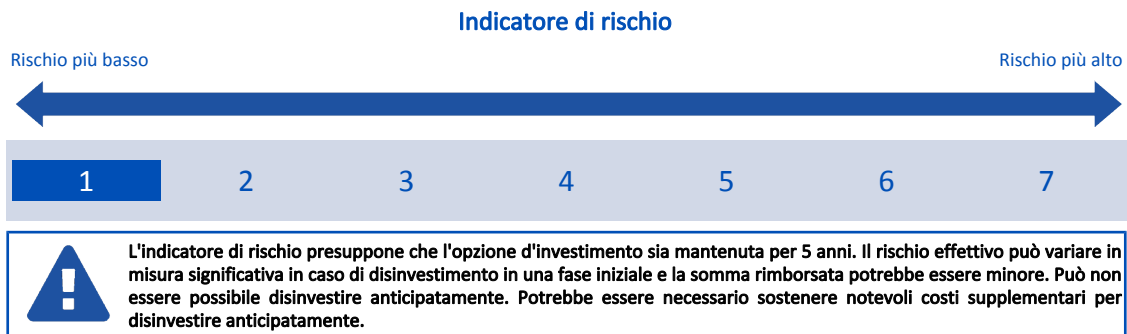 Indicatore di rischio
Rischio più basso Rischio più alto
1 2 3 4 5 6 7
L'indicatore di rischio presuppone che l'opzione d'investimento sia mantenuta per 5 anni. Il rischio effettivo può variare in
misura significativa in caso di disinvestimento in una fase iniziale e la somma rimborsata potrebbe essere minore. Può non
essere possibile disinvestire anticipatamente. Potrebbe essere necessario sostenere notevoli costi supplementari per
disinvestire anticipatamente.